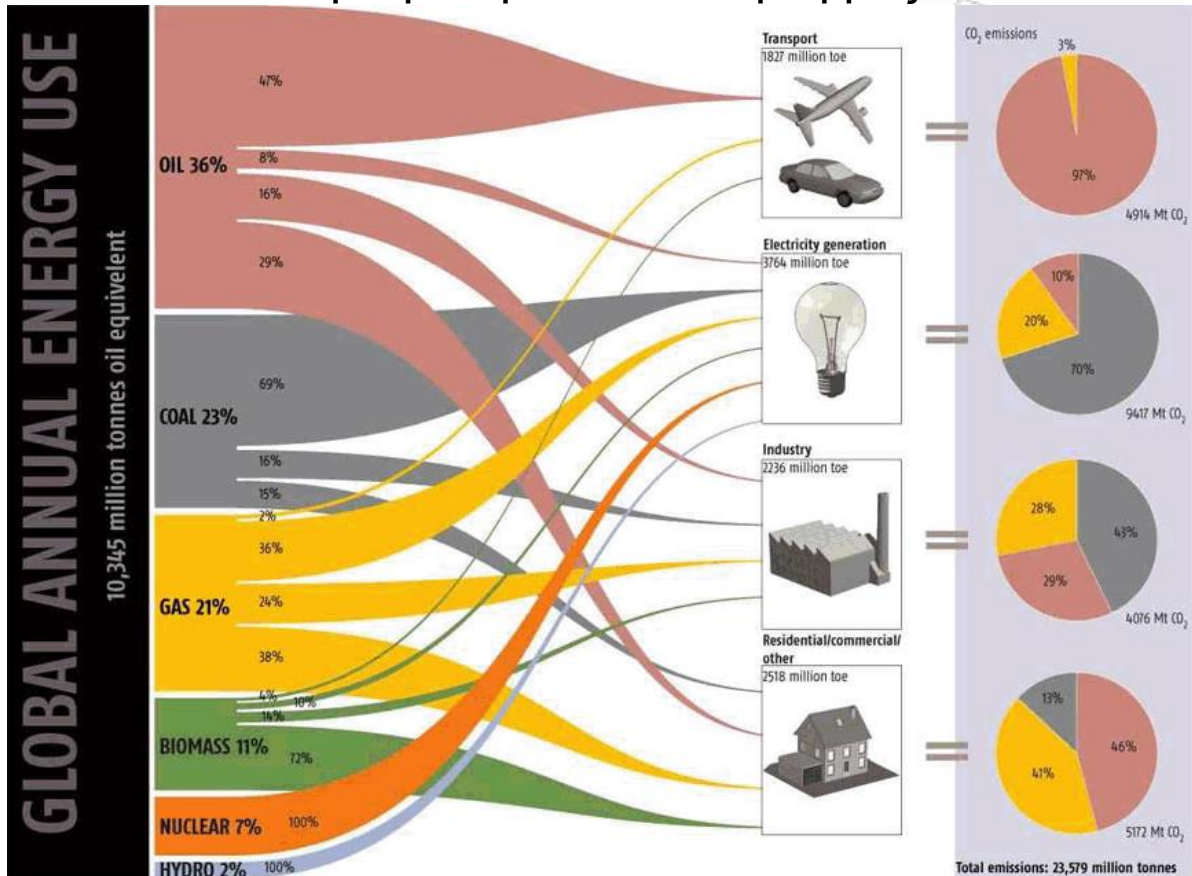 GLOBAL ANNUAL ENERGY USE
10,345 million tonnes oil equivelent
OIL 36%
47%
8%
16%
29%
COAL 23%
69%
16%
15%
GAS 21%
2%
36%
24%
38%
BIOMASS 11%
4%
10%
14%
72%
NUCLEAR 7%
100%
HYDRO 2%
100%
Transport
1827 million toe
Electricity generation
3764 million toe
Industry
2236 million toe
Residential/commercial/
other
2518 million toe
CO₂ emissions
3%
97%
4914 Mt CO₂
10%
20%
70%
9417 Mt CO₂
28%
43%
29%
4076 Mt CO₂
13%
46%
41%
5172 Mt CO₂
Total emissions: 23,579 million tonnes